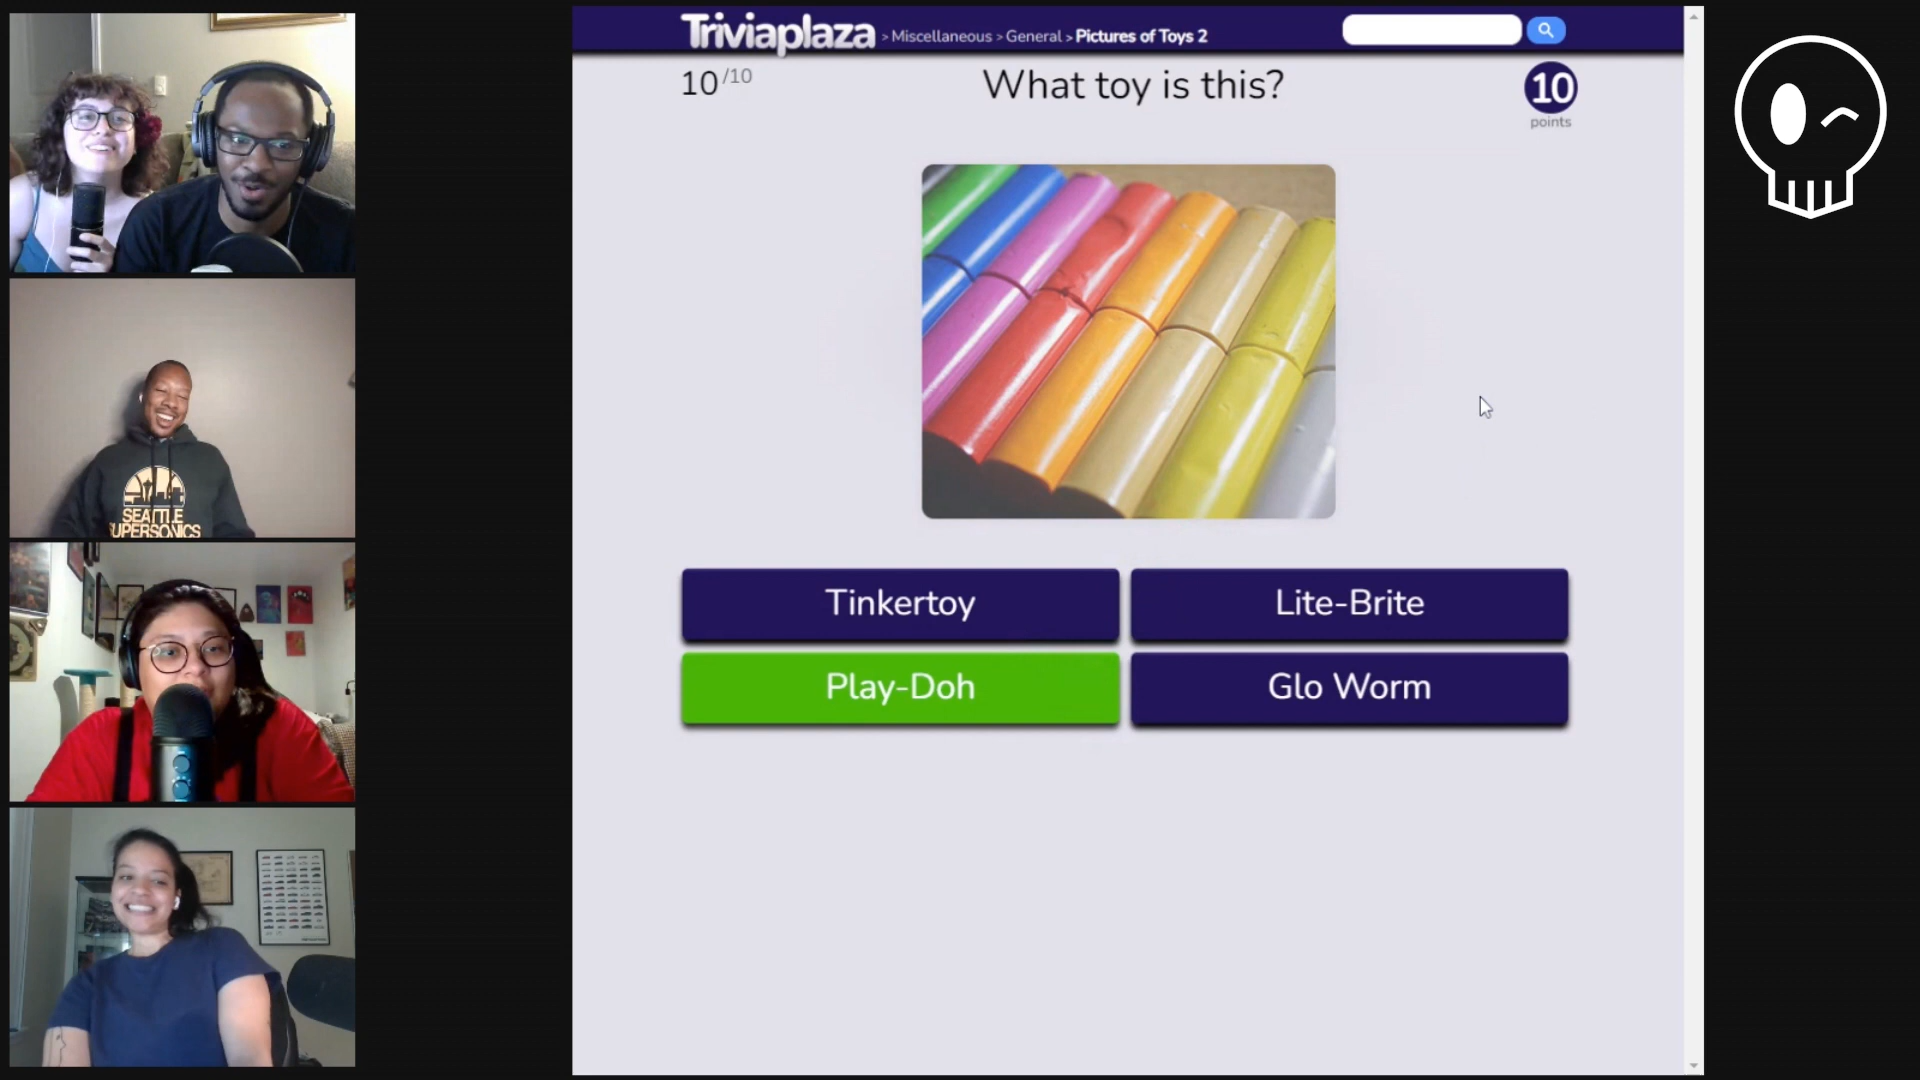 Triviaplaza > Miscellaneous > General > Pictures of Toys 2
10/10
What toy is this?
10
points
Tinkertoy
Lite-Brite
Play-Doh
Glo Worm
SEATTLE
SUPERSONICS